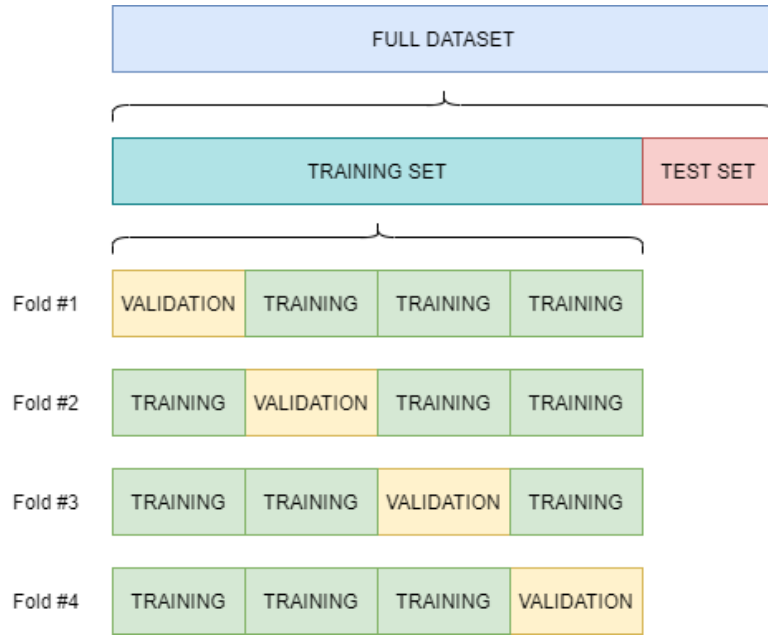 FULL DATASET
TRAINING SET TEST SET
Fold #1 VALIDATION TRAINING TRAINING TRAINING
Fold #2 TRAINING VALIDATION TRAINING TRAINING
Fold #3 TRAINING TRAINING VALIDATION TRAINING
Fold #4 TRAINING TRAINING TRAINING VALIDATION